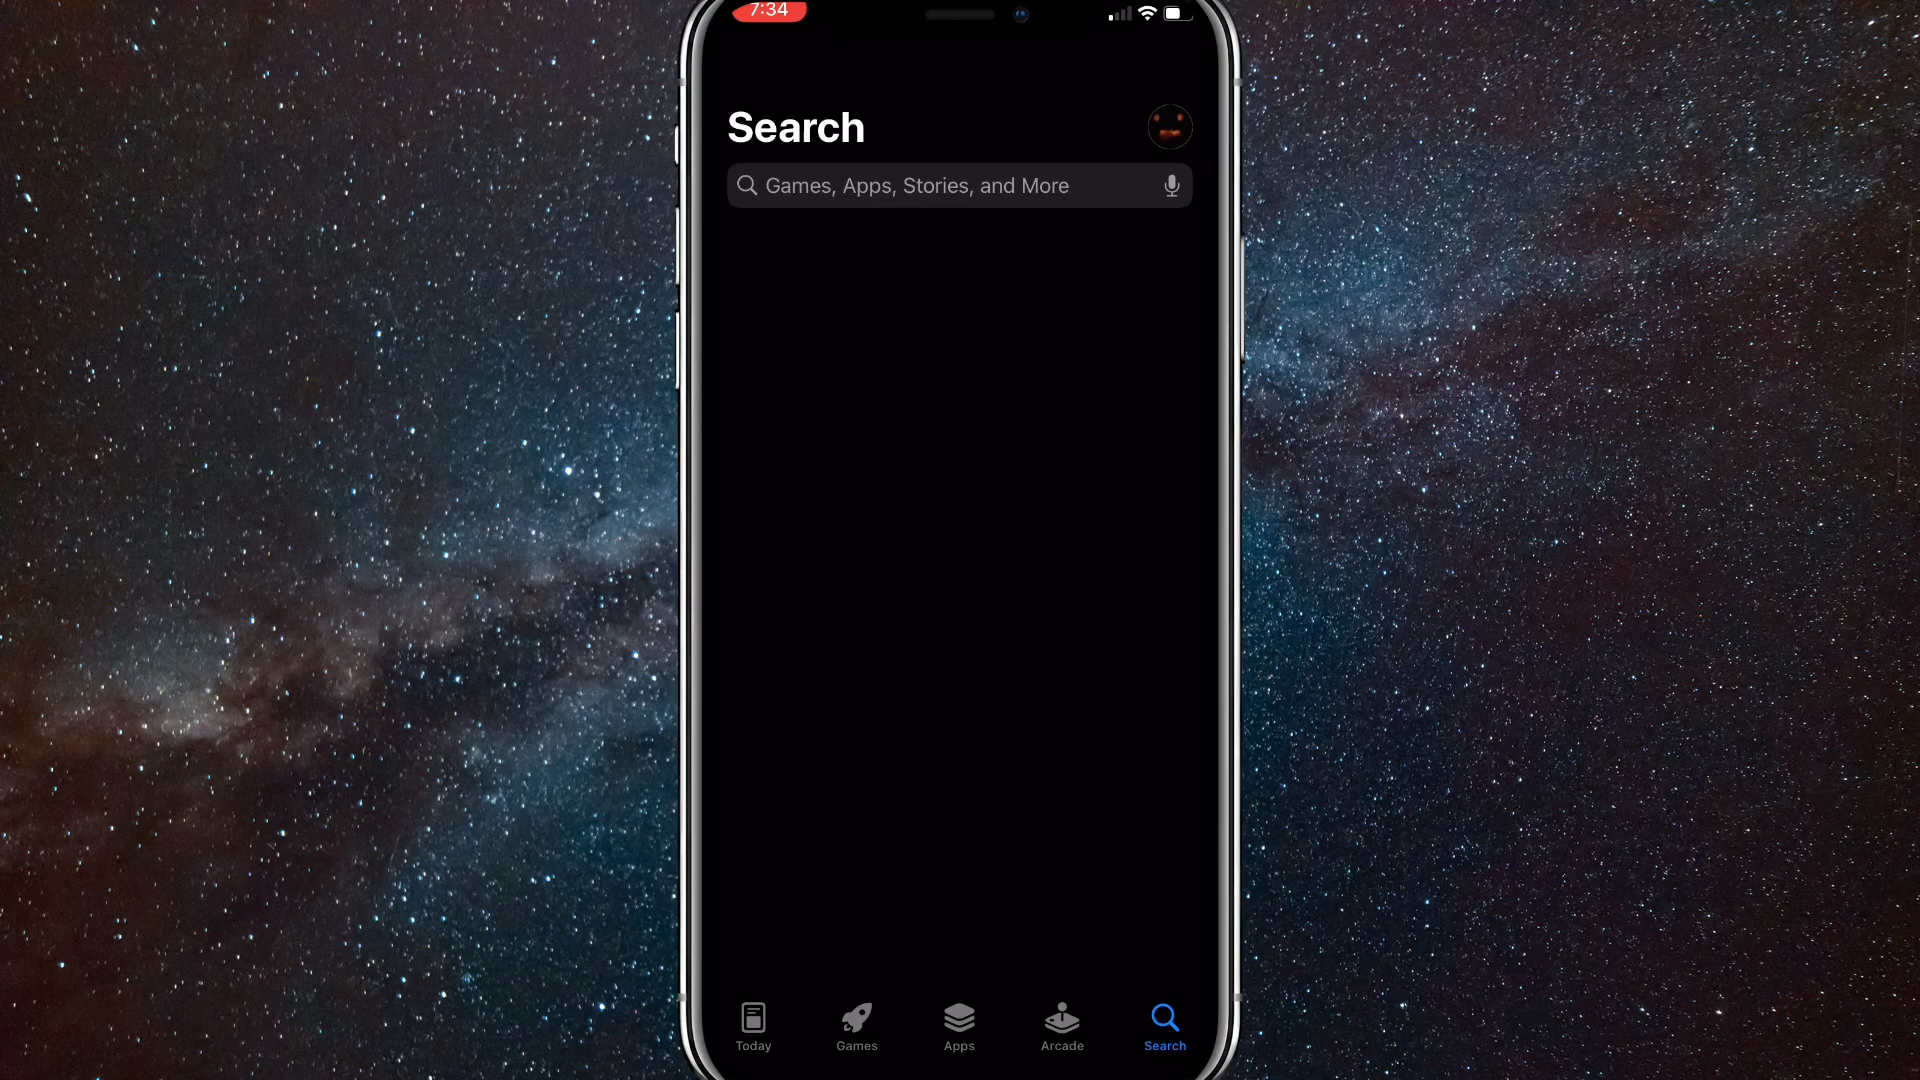 7:34
Search
Games, Apps, Stories, and More
Today
Games
Apps
Arcade
Search